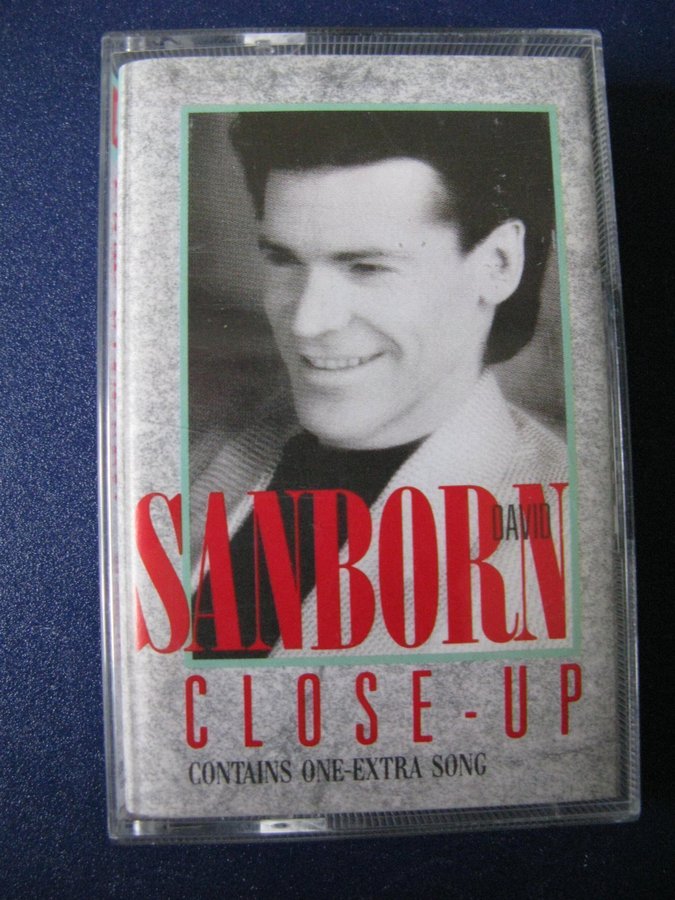 DAVID
SANBORN
CLOSE-UP
CONTAINS ONE-EXTRA SONG